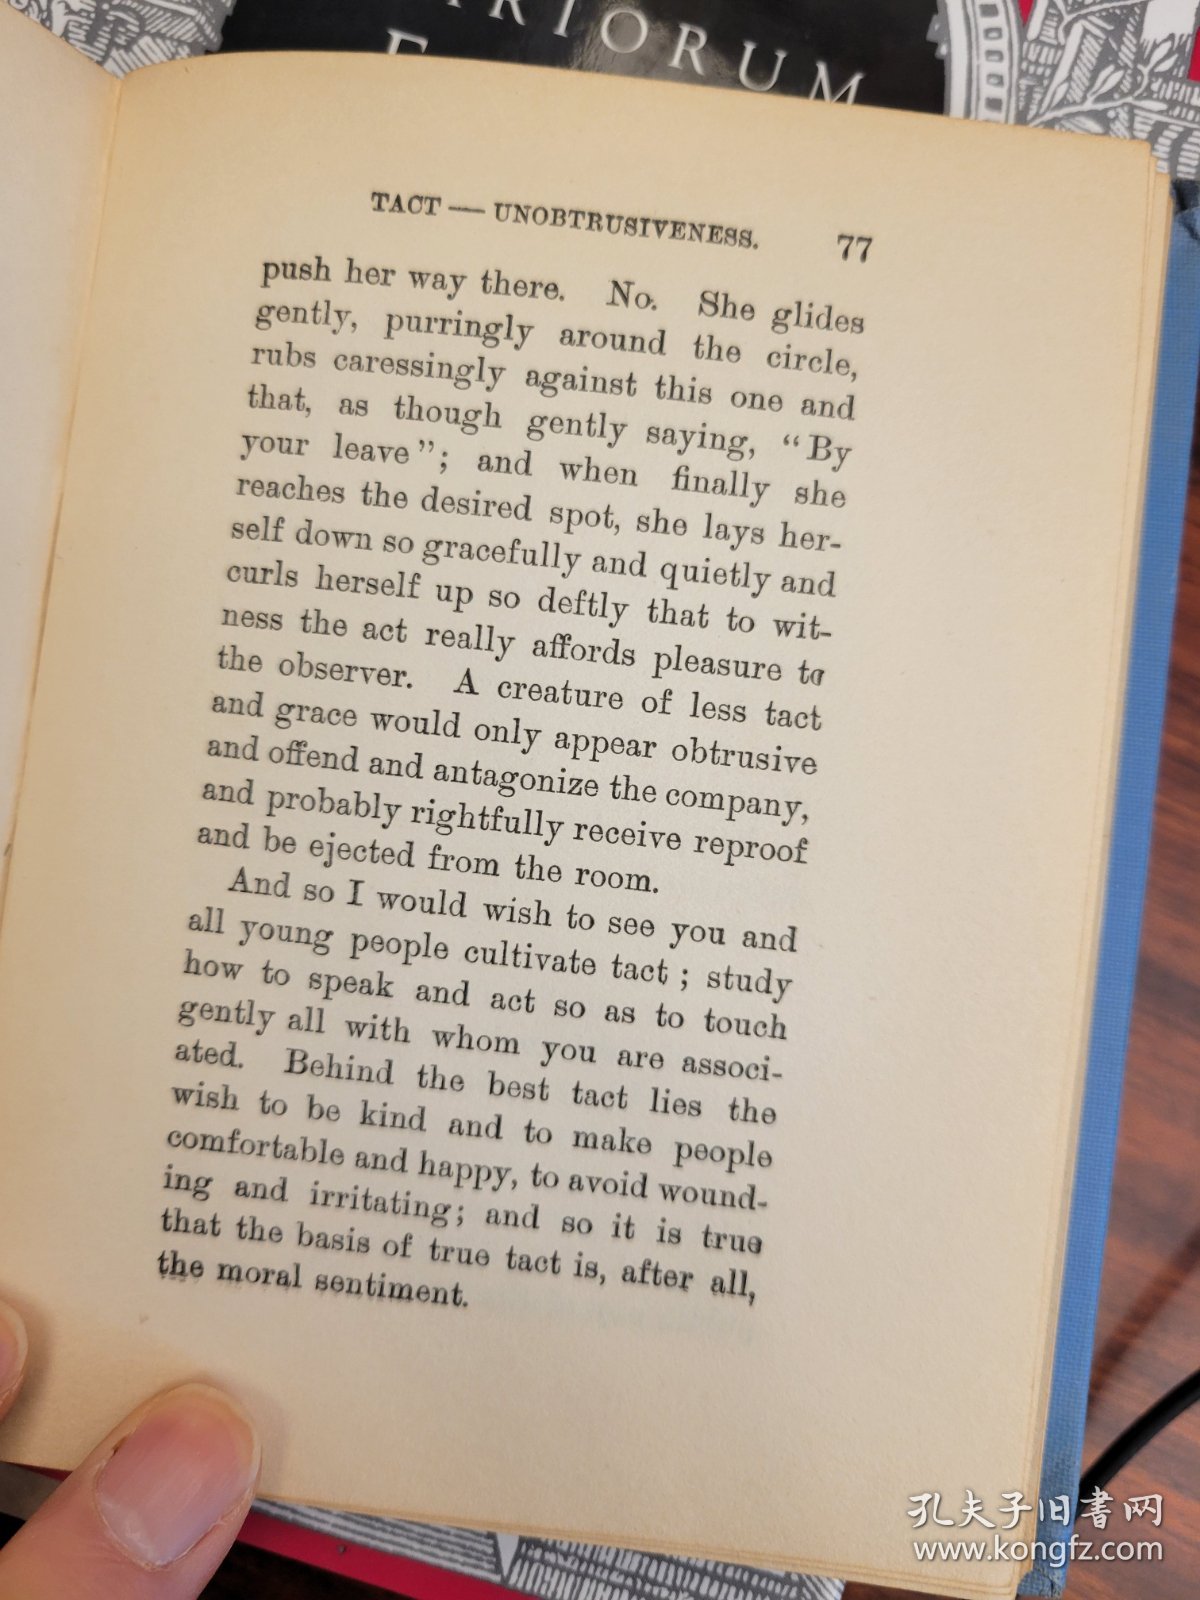 RTORUM
TACT — UNOBTRUSIVENESS. 77
push her way there. No. She glides
gently, purringly around the circle,
rubs caressingly against this one and
that, as though gently saying, “By
your leave”; and when finally she
reaches the desired spot, she lays her-
self down so gracefully and quietly and
curls herself up so deftly that to wit-
ness the act really affords pleasure to
the observer. A creature of less tact
and grace would only appear obtrusive
and offend and antagonize the company,
and probably rightfully receive reproof
and be ejected from the room.
And so I would wish to see you and
all young people cultivate tact; study
how to speak and act so as to touch
gently all with whom you are associ-
ated. Behind the best tact lies the
wish to be kind and to make people
comfortable and happy, to avoid wound-
ing and irritating; and so it is true
that the basis of true tact is, after all,
the moral sentiment.
孔夫子旧书网
www.kongfz.com